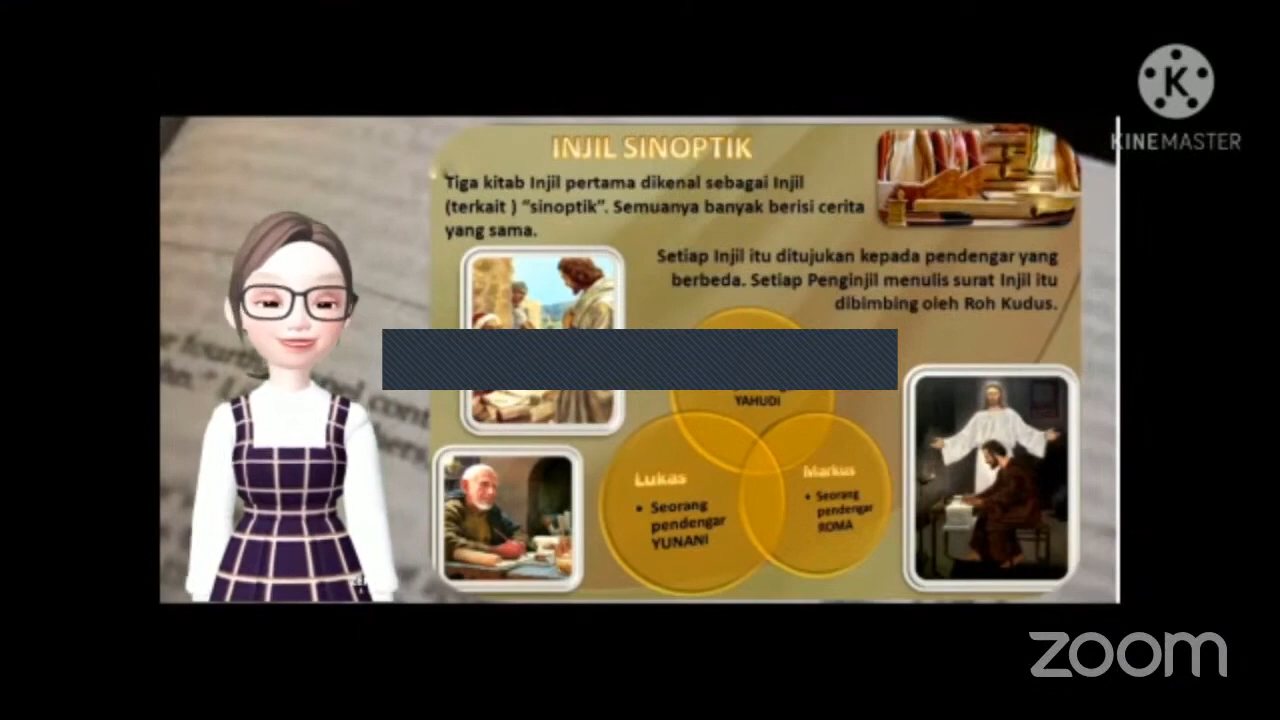 KINEMASTER
INJIL SINOPTIK
Tiga kitab Injil pertama dikenal sebagai Injil
(terkait ) “sinoptik”. Semuanya banyak berisi cerita
yang sama.
Setiap Injil itu ditujukan kepada pendengar yang
berbeda. Setiap Penginjil menulis surat Injil itu
dibimbing oleh Roh Kudus.
YAHUDI
Lukas
• Seorang
pendengar
YUNANI
Markus
• Seorang
pendengar
ROMA
zoom